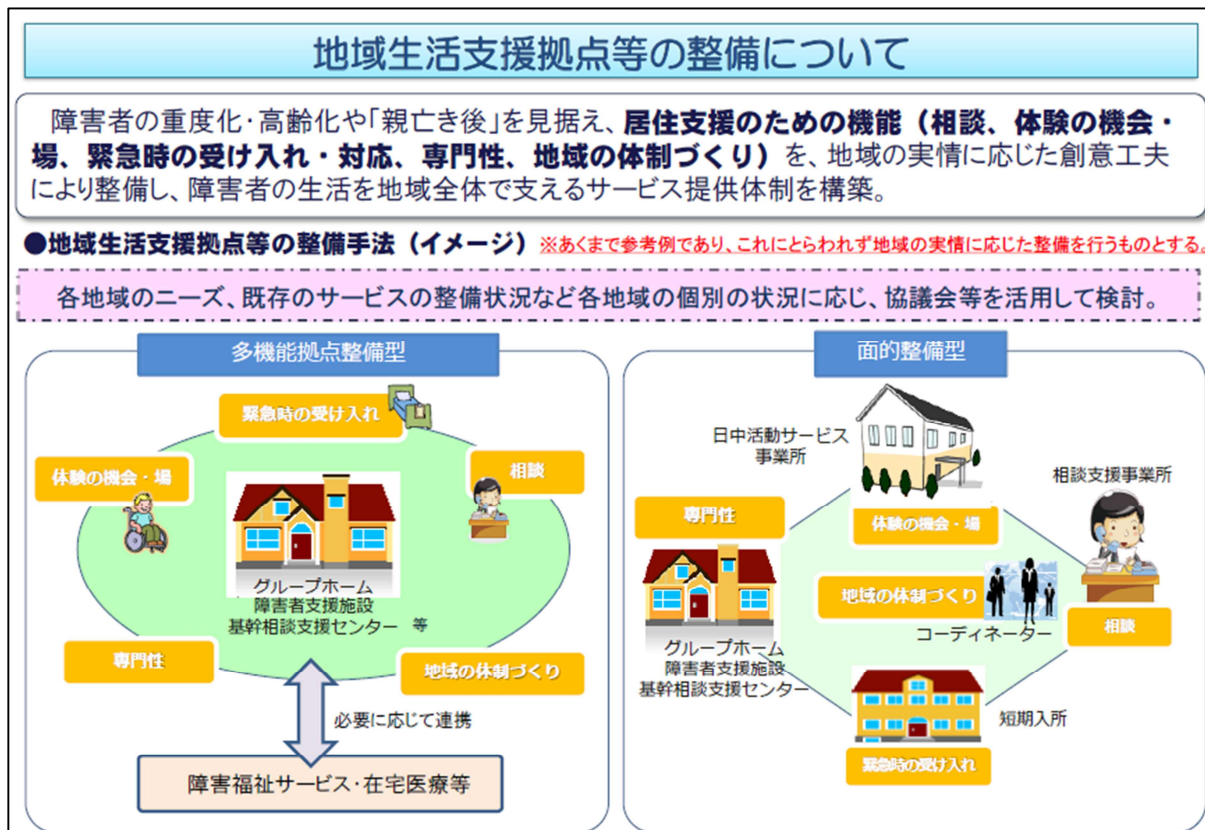 地域生活支援拠点等の整備について
障害者の重度化・高齢化や「親亡き後」を見据え、居住支援のための機能（相談、体験の機会・
場、緊急時の受け入れ・対応、専門性、地域の体制づくり）を、地域の実情に応じた創意工夫
により整備し、障害者の生活を地域全体で支えるサービス提供体制を構築。
●地域生活支援拠点等の整備手法（イメージ）※あくまで参考例であり、これにとらわれず地域の実情に応じた整備を行うものとする。
各地域のニーズ、既存のサービスの整備状況など各地域の個別の状況に応じ、協議会等を活用して検討。
多機能拠点整備型
緊急時の受け入れ
体験の機会・場
相談
グループホーム
障害者支援施設
基幹相談支援センター 等
専門性
地域の体制づくり
必要に応じて連携
障害福祉サービス・在宅医療等
面的整備型
日中活動サービス
事業所
相談支援事業所
専門性
体験の機会・場
地域の体制づくり
コーディネーター
相談
グループホーム
障害者支援施設
基幹相談支援センター
短期入所
緊急時の受け入れ